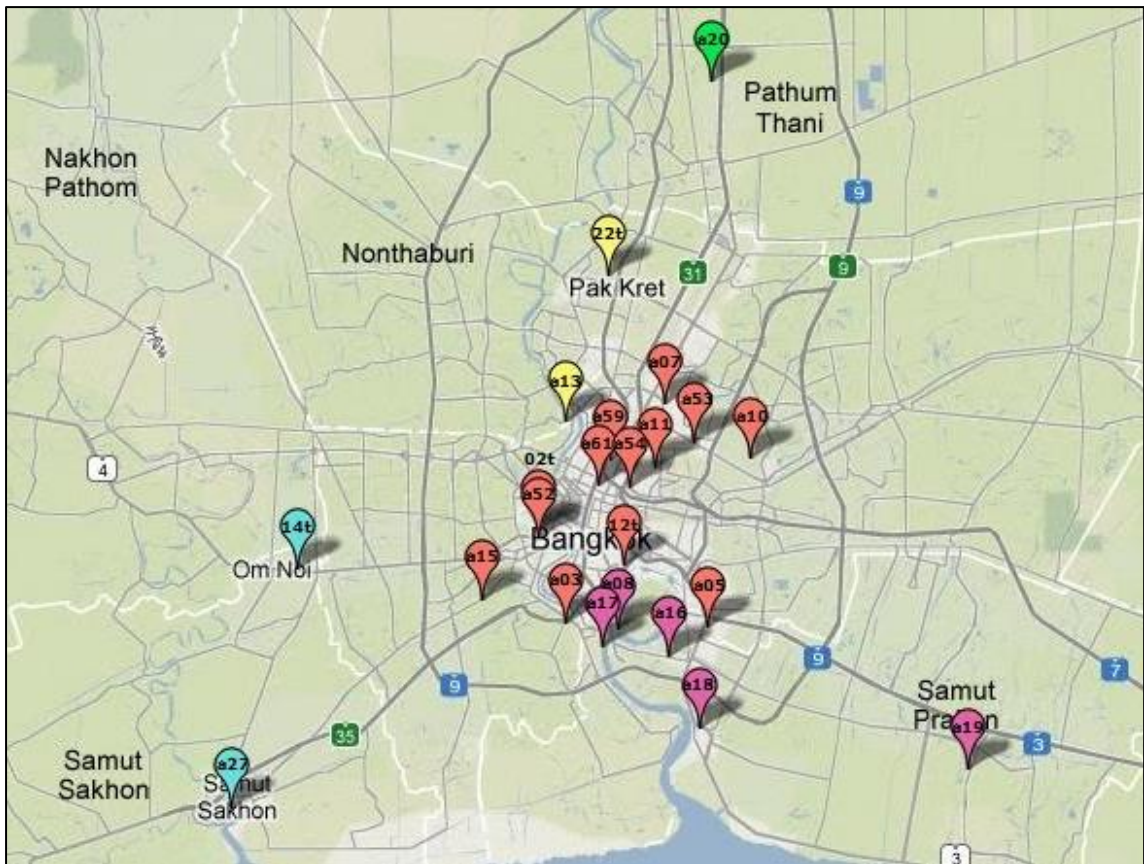 a20
Pathum
Thani
Nakhon
Pathom
9
22t
Nonthaburi
9
31
Pak Kret
a07
a13
a53
a59
a10
a11
a61
a54
02t
4
a52
14t
12t
Bangkok
Om Noi
a15
a03
a08
a05
a17
a16
9
7
9
a18
Samut
Prakan
a19
35
3
Samut
Sakhon
a27
Samut
Sakhon
3